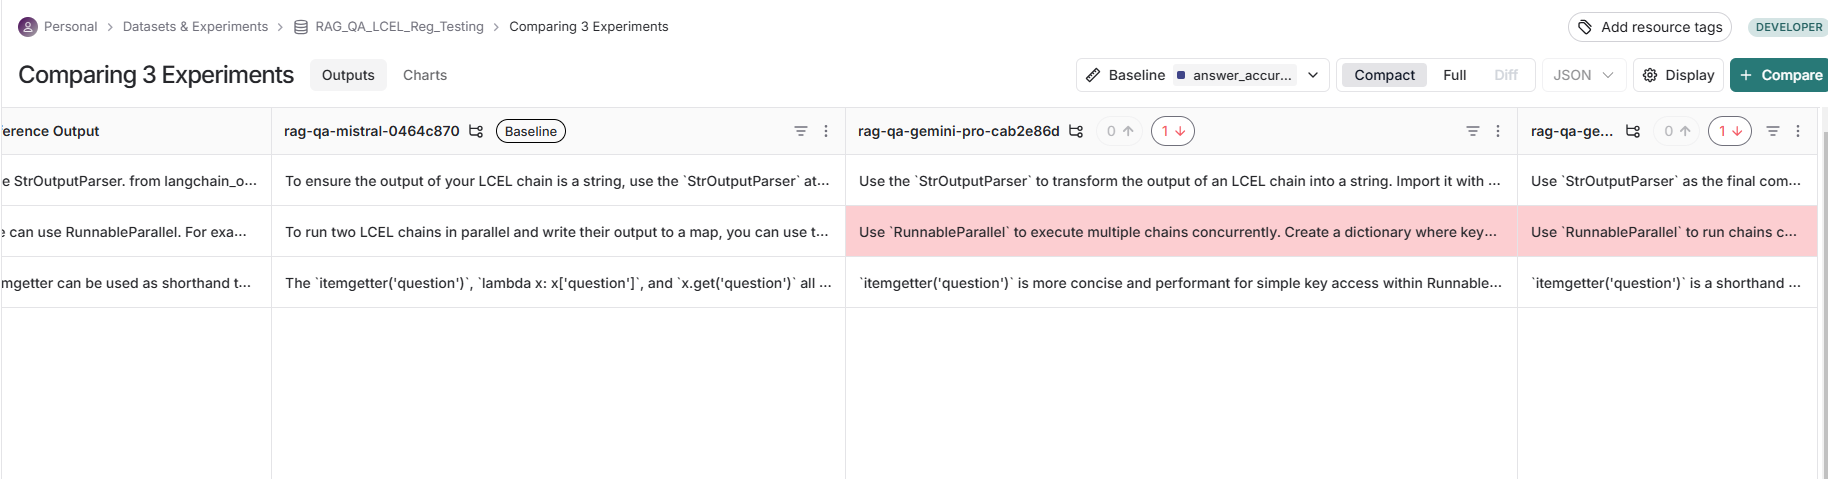 Personal > Datasets & Experiments > RAG_QA_LCEL_Reg_Testing > Comparing 3 Experiments
Add resource tags
DEVELOPER
Comparing 3 Experiments
Outputs
Charts
Baseline answer_accur...
Compact
Full
Diff
JSON
Display
+ Compare
erence Output
rag-qa-mistral-0464c870
Baseline
rag-qa-gemini-pro-cab2e86d
0 ↑
1 ↓
rag-qa-ge...
0 ↑
1 ↓
e StrOutputParser. from langchain_o...
To ensure the output of your LCEL chain is a string, use the `StrOutputParser` at...
Use the `StrOutputParser` to transform the output of an LCEL chain into a string. Import it with ...
Use `StrOutputParser` as the final com...
e can use RunnableParallel. For exa...
To run two LCEL chains in parallel and write their output to a map, you can use t...
Use `RunnableParallel` to execute multiple chains concurrently. Create a dictionary where key...
Use `RunnableParallel` to run chains c...
mgetter can be used as shorthand t...
The `itemgetter('question')`, `lambda x: x['question']`, and `x.get('question')` all ...
`itemgetter('question')` is more concise and performant for simple key access within Runnable...
`itemgetter('question')` is a shorthand ...